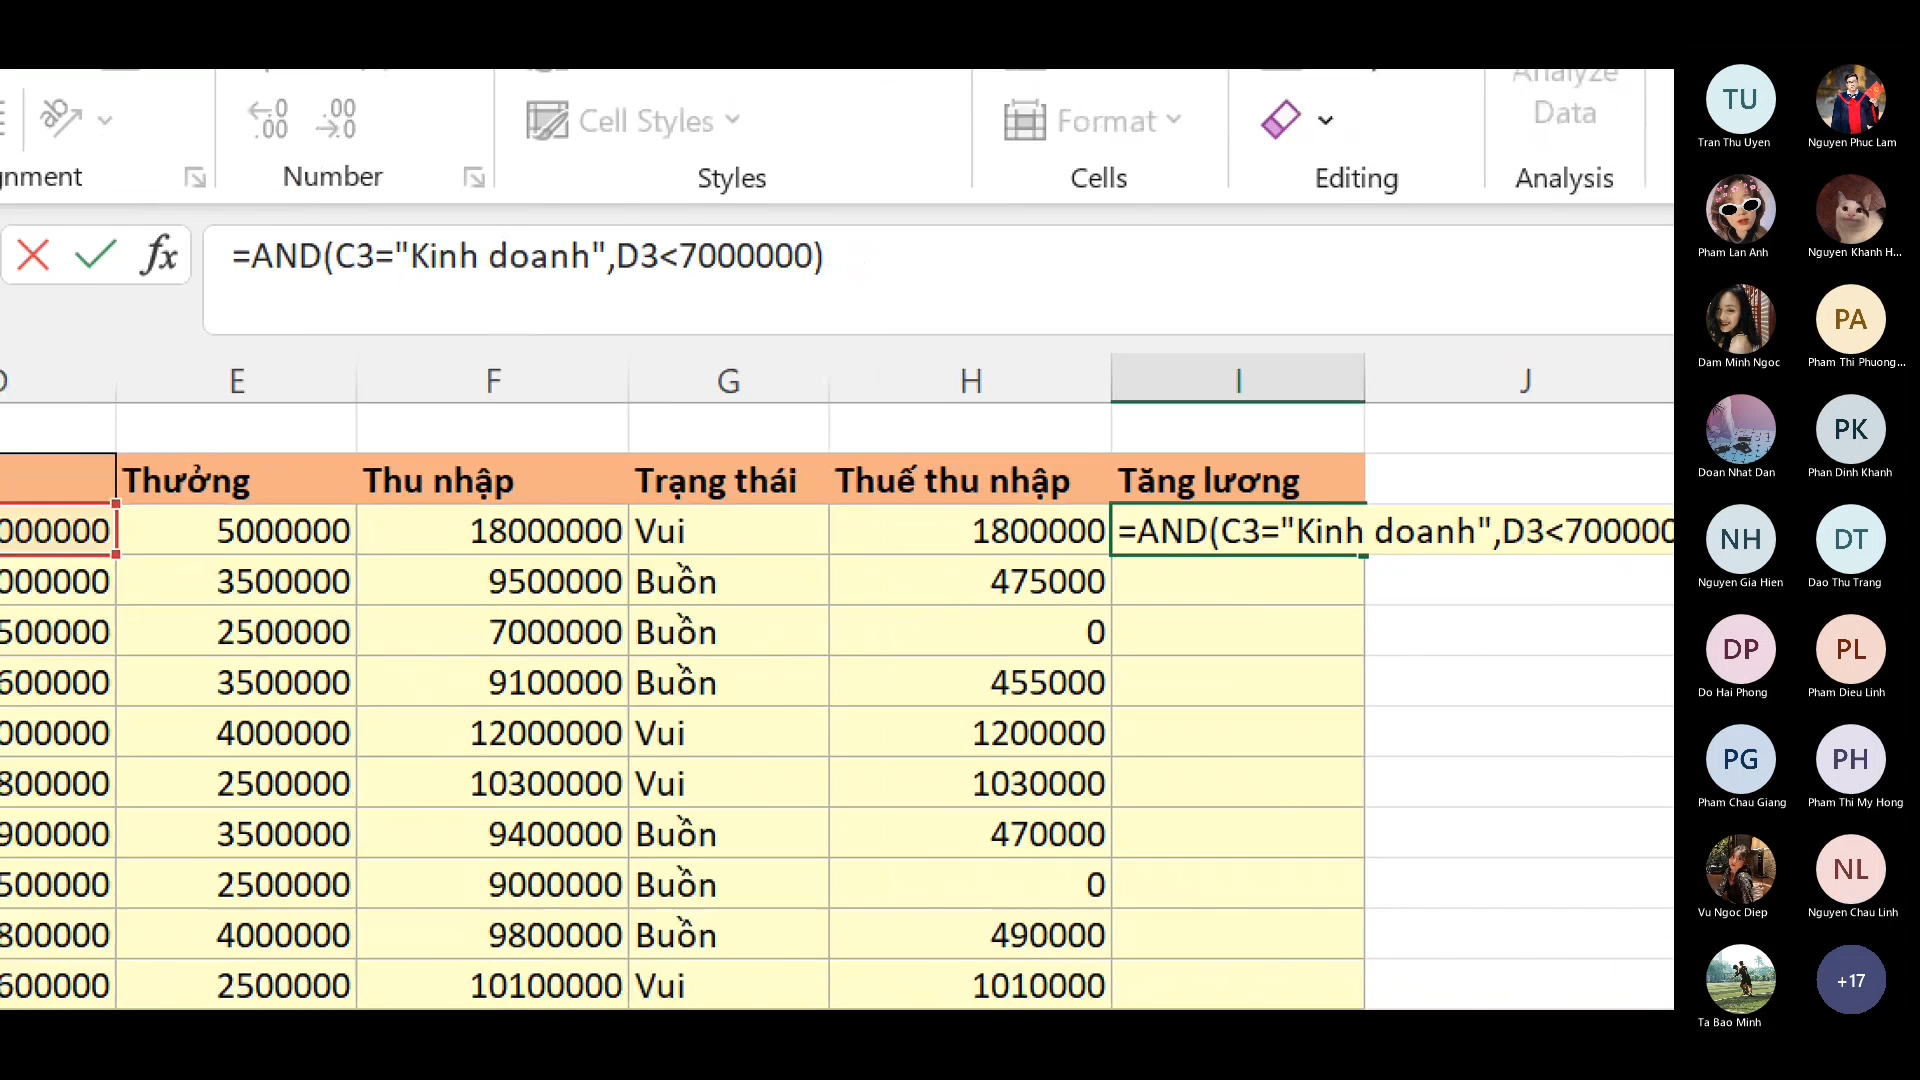 Analyze
Data
.00
.00
Cell Styles
Format
gnment
Number
Styles
Cells
Editing
Analysis
fx
=AND(C3="Kinh doanh",D3<7000000)
E F G H I J
Thưởng Thu nhập Trạng thái Thuế thu nhập Tăng lương
000000 5000000 18000000 Vui 1800000 =AND(C3="Kinh doanh",D3<700000
000000 3500000 9500000 Buồn 475000
500000 2500000 7000000 Buồn 0
600000 3500000 9100000 Buồn 455000
000000 4000000 12000000 Vui 1200000
800000 2500000 10300000 Vui 1030000
900000 3500000 9400000 Buồn 470000
500000 2500000 9000000 Buồn 0
800000 4000000 9800000 Buồn 490000
600000 2500000 10100000 Vui 1010000
TU
Tran Thu Uyen Nguyen Phuc Lam
Pham Lan Anh Nguyen Khanh H...
PA
Dam Minh Ngoc Pham Thi Phuong...
PK
Doan Nhat Dan Phan Dinh Khanh
NH DT
Nguyen Gia Hien Dao Thu Trang
DP PL
Do Hai Phong Pham Dieu Linh
PG PH
Pham Chau Giang Pham Thi My Hong
NL
Vu Ngoc Diep Nguyen Chau Linh
+17
Ta Bao Minh